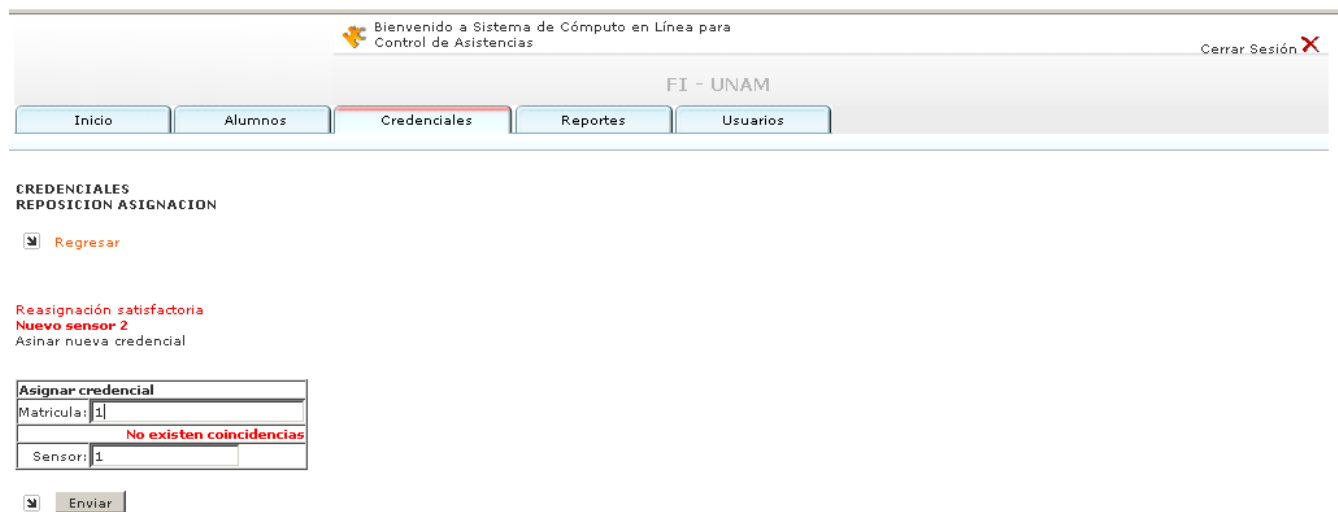 Bienvenido a Sistema de Cómputo en Línea para
Control de Asistencias
Cerrar Sesión
FI - UNAM
Inicio Alumnos Credenciales Reportes Usuarios
CREDENCIALES
REPOSICION ASIGNACION
Regresar
Reasignación satisfactoria
Nuevo sensor 2
Asinar nueva credencial
Asignar credencial
Matricula: 1
No existen coincidencias
Sensor: 1
Enviar